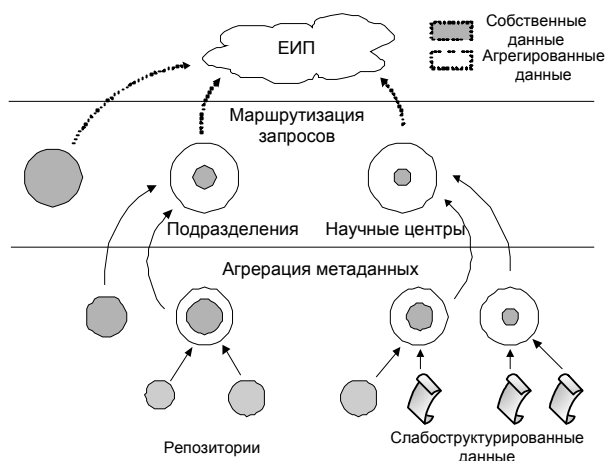 Собственные
данные
ЕИП
Агрегированные
данные
Маршрутизация
запросов
Подразделения
Научные центры
Агрерация метаданных
Репозитории
Слабоструктурированные
данные